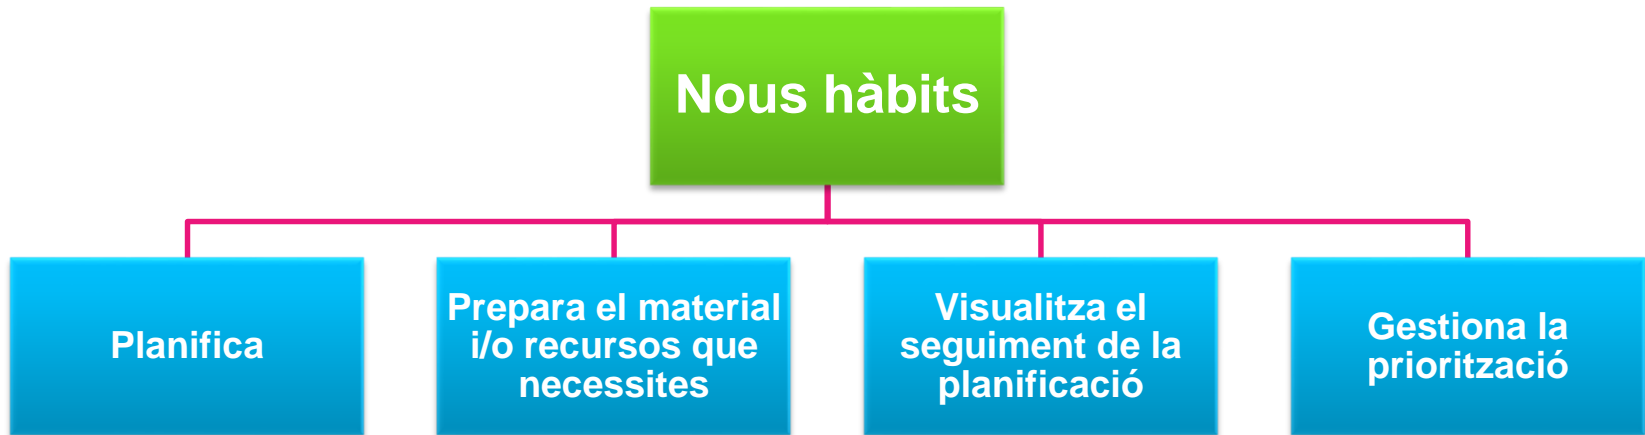 Nous hàbits
Planifica
Prepara el material
i/o recursos que
necessites
Visualitza el
seguiment de la
planificació
Gestiona la
priorització